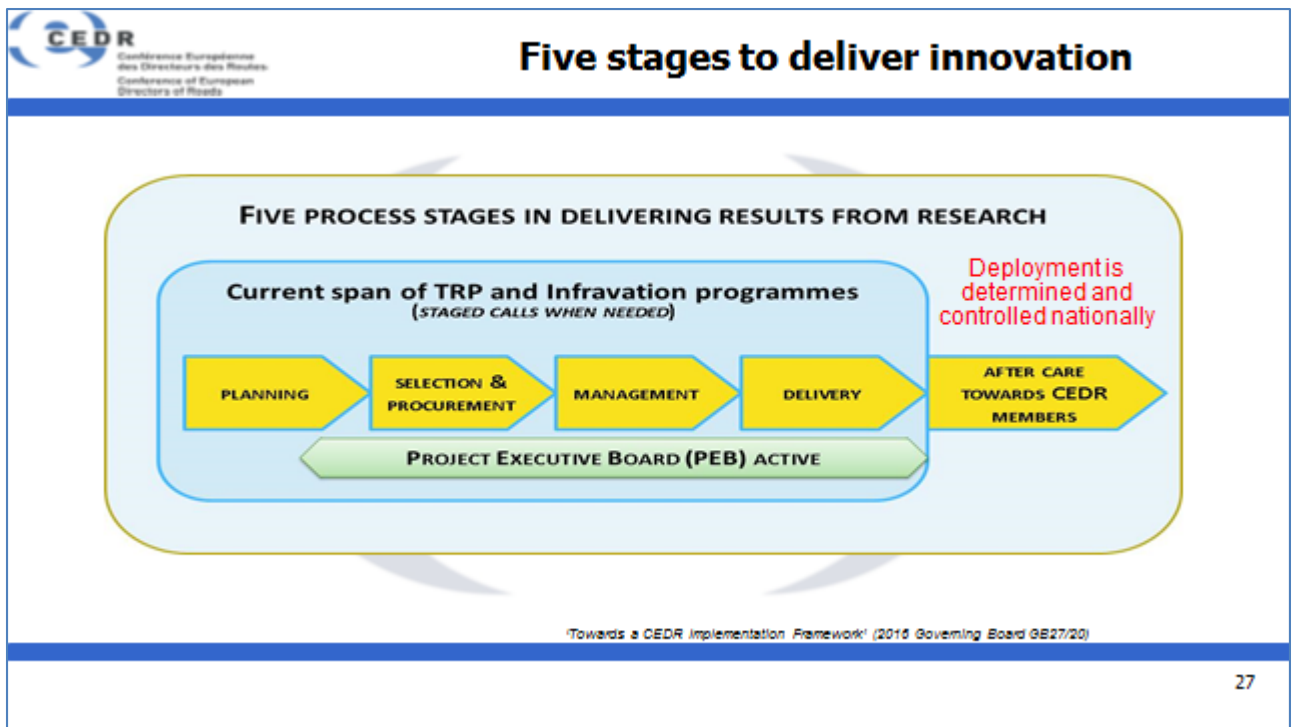 CEDR
Conférence Européenne
des Directeurs des Routes
Conference of European
Directors of Roads
Five stages to deliver innovation
FIVE PROCESS STAGES IN DELIVERING RESULTS FROM RESEARCH
Current span of TRP and Infravation programmes
(STAGED CALLS WHEN NEEDED)
Deployment is
determined and
controlled nationally
PLANNING
SELECTION &
PROCUREMENT
MANAGEMENT
DELIVERY
AFTER CARE
TOWARDS CEDR
MEMBERS
PROJECT EXECUTIVE BOARD (PEB) ACTIVE
'Towards a CEDR Implementation Framework' (2016 Governing Board GB27/20)
27